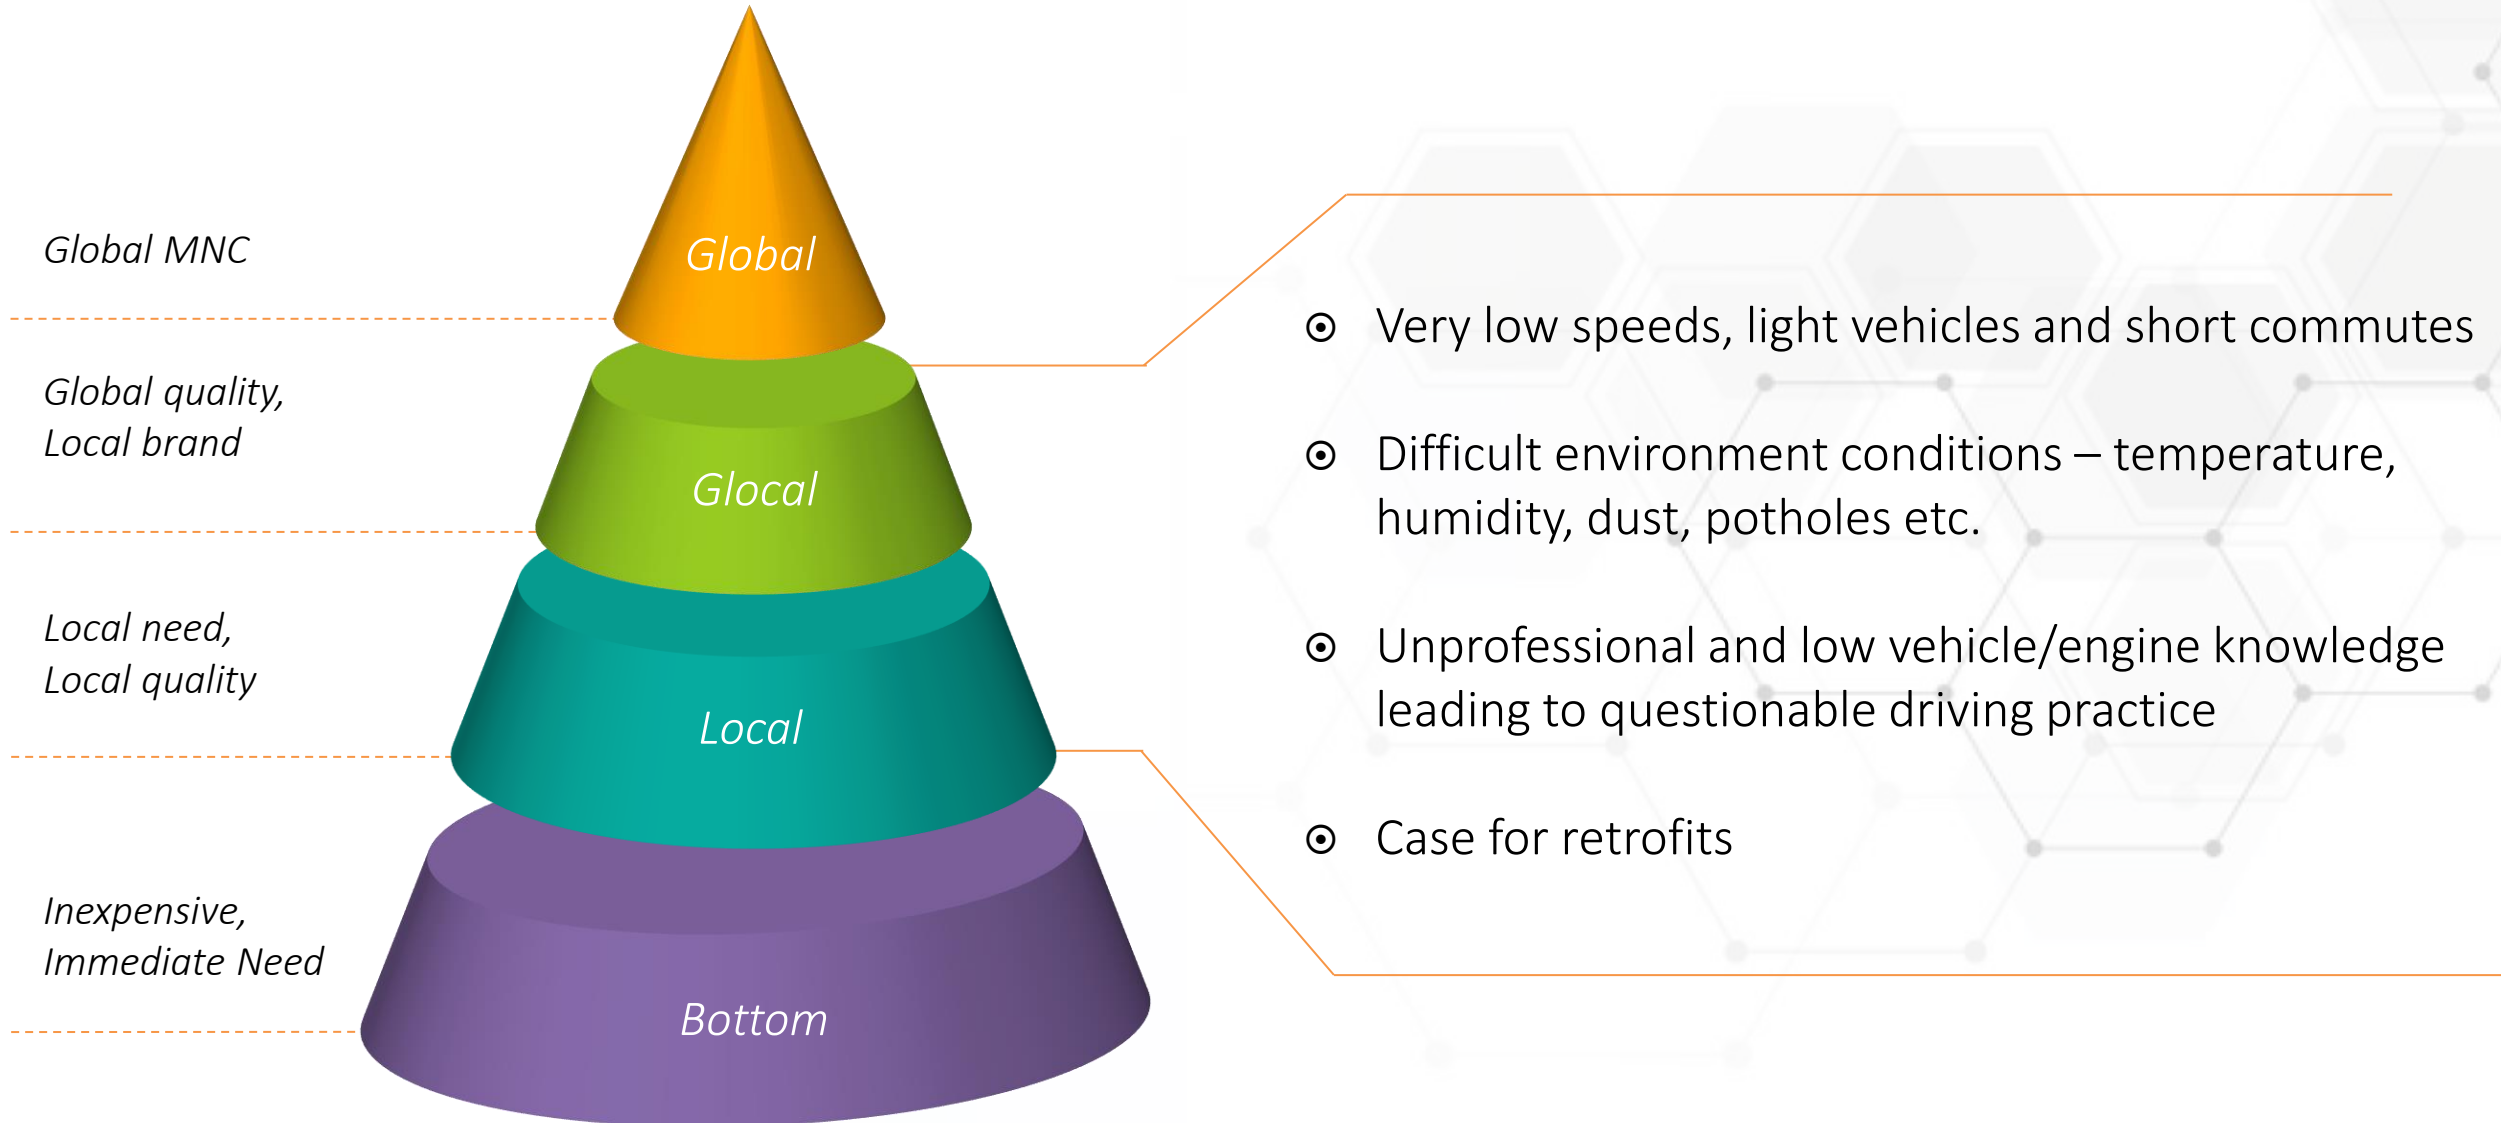 Global MNC
Global quality,
Local brand
Local need,
Local quality
Inexpensive,
Immediate Need
Global
Glocal
Local
Bottom
Very low speeds, light vehicles and short commutes
Difficult environment conditions – temperature,
humidity, dust, potholes etc.
Unprofessional and low vehicle/engine knowledge
leading to questionable driving practice
Case for retrofits